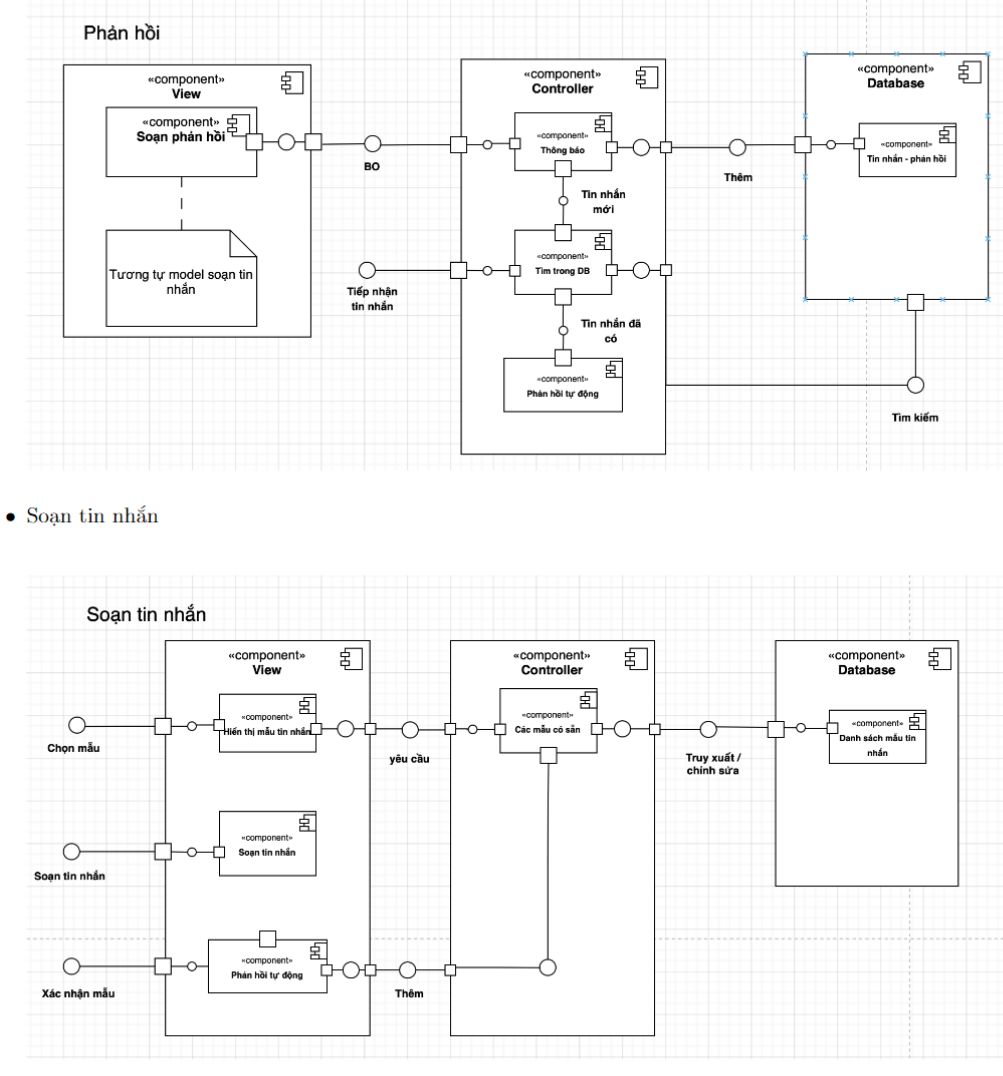 Phản hồi
«component»
View
«component»
Soạn phản hồi
Tương tự model soạn tin
nhắn
BO
Tiếp nhận
tin nhắn
«component»
Controller
«component»
Thông báo
Tin nhắn
mới
«component»
Tìm trong DB
Tin nhắn đã
có
«component»
Phản hồi tự động
Thêm
«component»
Database
«component»
Tin nhắn - phản hồi
Tìm kiếm
• Soạn tin nhắn
Soạn tin nhắn
Chọn mẫu
Soạn tin nhắn
Xác nhận mẫu
«component»
View
«component»
Hiển thị mẫu tin nhắn
«component»
Soạn tin nhắn
«component»
Phản hồi tự động
yêu cầu
Thêm
«component»
Controller
«component»
Các mẫu có sẵn
Truy xuất /
chỉnh sửa
«component»
Database
«component»
Danh sách mẫu tin
nhắn